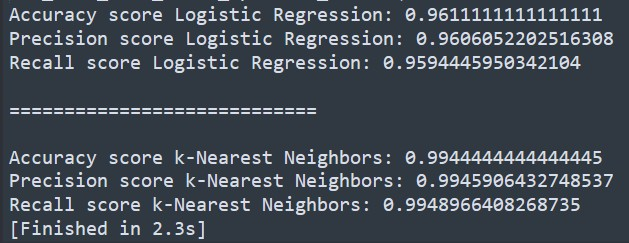 Accuracy score Logistic Regression: 0.9611111111111111
Precision score Logistic Regression: 0.9606052202516308
Recall score Logistic Regression: 0.9594445950342104
============================
Accuracy score k-Nearest Neighbors: 0.9944444444444445
Precision score k-Nearest Neighbors: 0.9945906432748537
Recall score k-Nearest Neighbors: 0.9948966408268735
[Finished in 2.3s]